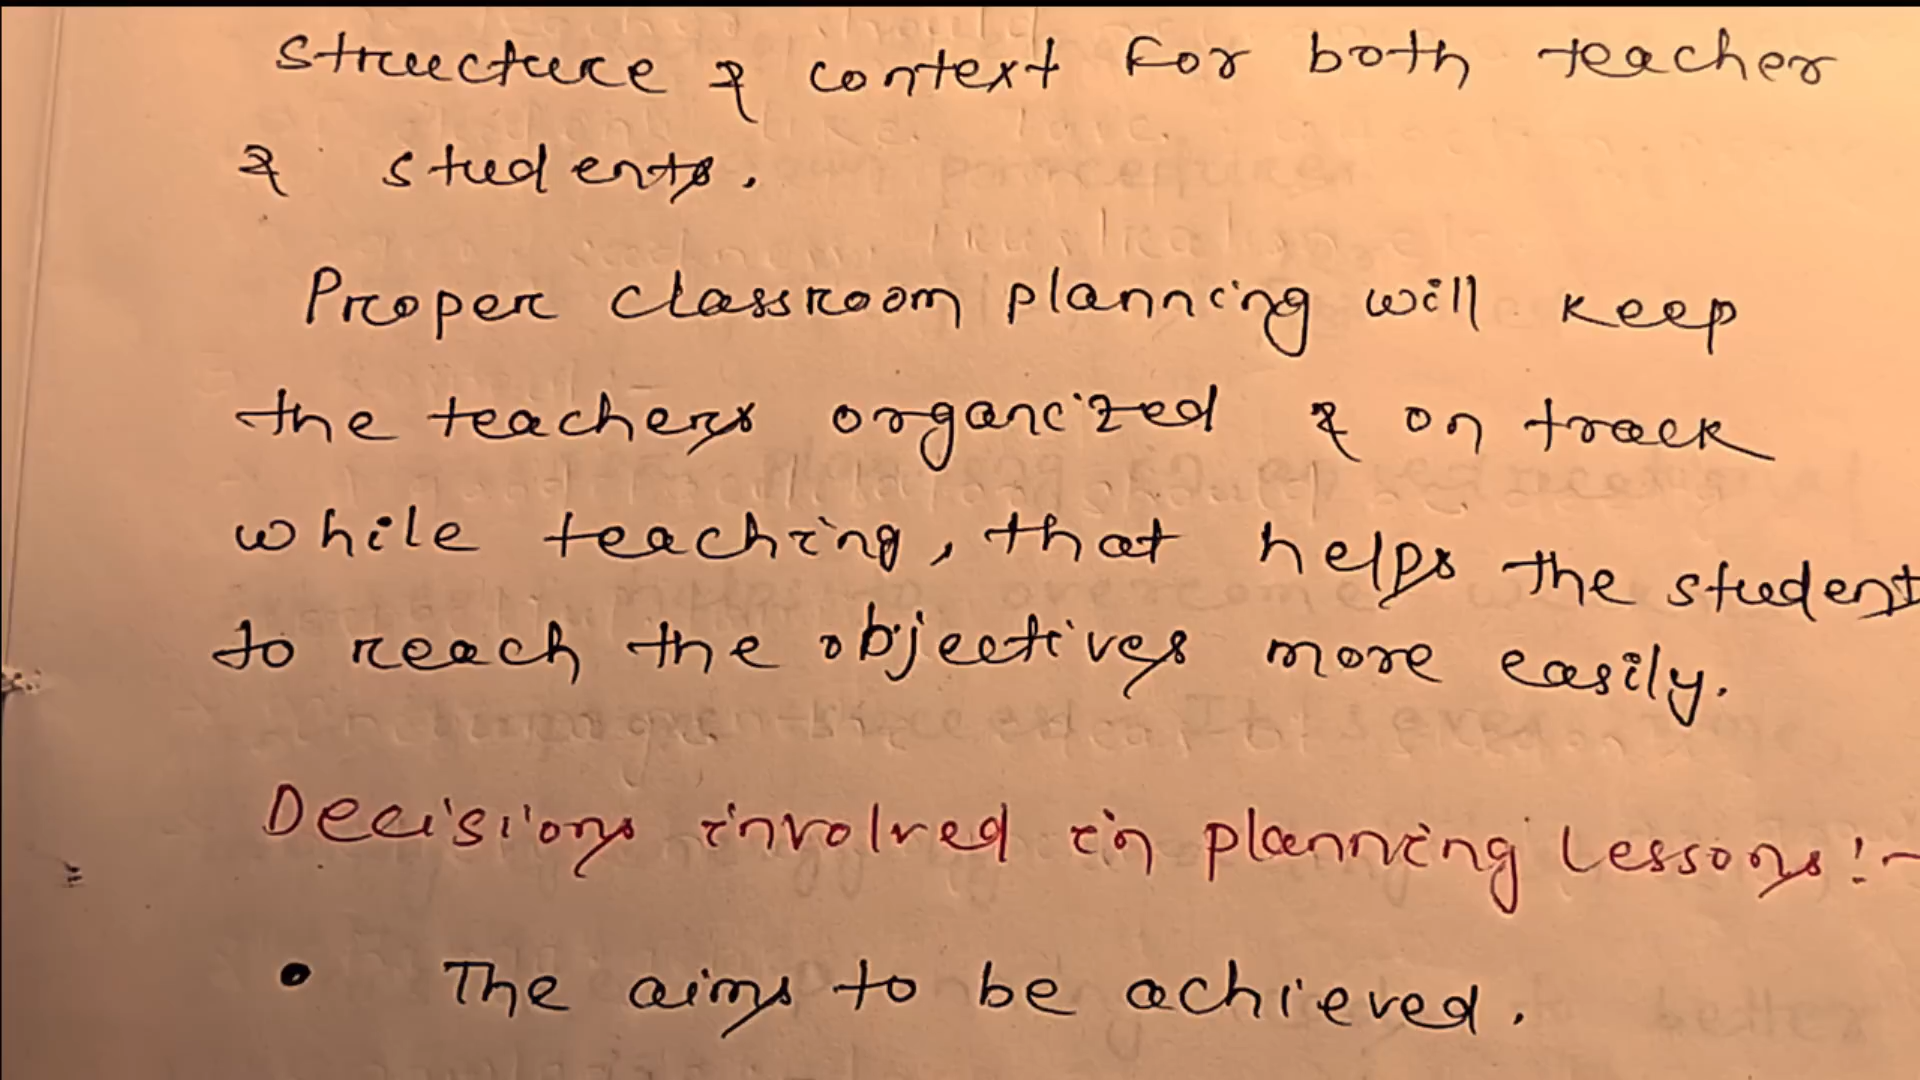 structure & context for both teacher
& students.
Proper classroom planning will keep
the teachers organized & on track
while teaching, that helps the student
to reach the objectives more easily.
Decisions involved in planning lessons:-
• The aims to be achieved.